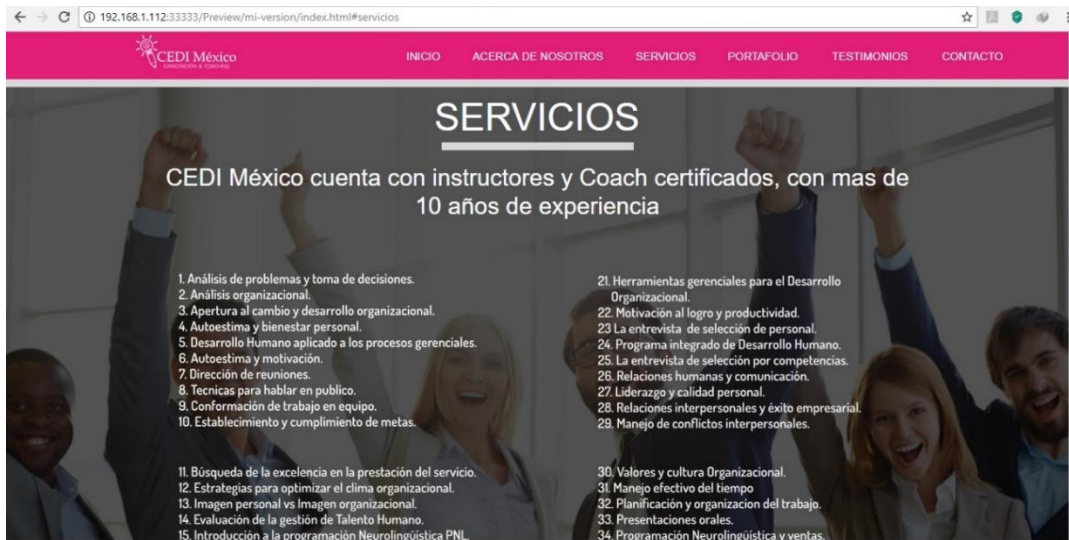 192.168.1.112:33333/Preview/mi-version/index.html#servicios
CEDI México
CAPACITACIÓN & COACHING
INICIO
ACERCA DE NOSOTROS
SERVICIOS
PORTAFOLIO
TESTIMONIOS
CONTACTO
SERVICIOS
CEDI México cuenta con instructores y Coach certificados, con mas de
10 años de experiencia
1. Análisis de problemas y toma de decisiones.
2. Análisis organizacional.
3. Apertura al cambio y desarrollo organizacional.
4. Autoestima y bienestar personal.
5. Desarrollo Humano aplicado a los procesos gerenciales.
6. Autoestima y motivación.
7. Dirección de reuniones.
8. Tecnicas para hablar en publico.
9. Conformación de trabajo en equipo.
10. Establecimiento y cumplimiento de metas.
11. Búsqueda de la excelencia en la prestación del servicio.
12. Estrategias para optimizar el clima organizacional.
13. Imagen personal vs Imagen organizacional.
14. Evaluación de la gestión de Talento Humano.
15. Introducción a la programación Neurolingüística PNL.
21. Herramientas gerenciales para el Desarrollo
Organizacional.
22. Motivación al logro y productividad.
23 La entrevista de selección de personal.
24. Programa integrado de Desarrollo Humano.
25. La entrevista de selección por competencias.
26. Relaciones humanas y comunicación.
27. Liderazgo y calidad personal.
28. Relaciones interpersonales y éxito empresarial.
29. Manejo de conflictos interpersonales.
30. Valores y cultura Organizacional.
31. Manejo efectivo del tiempo
32. Planificación y organizacion del trabajo.
33. Presentaciones orales.
34. Programación Neurolingüística y ventas.